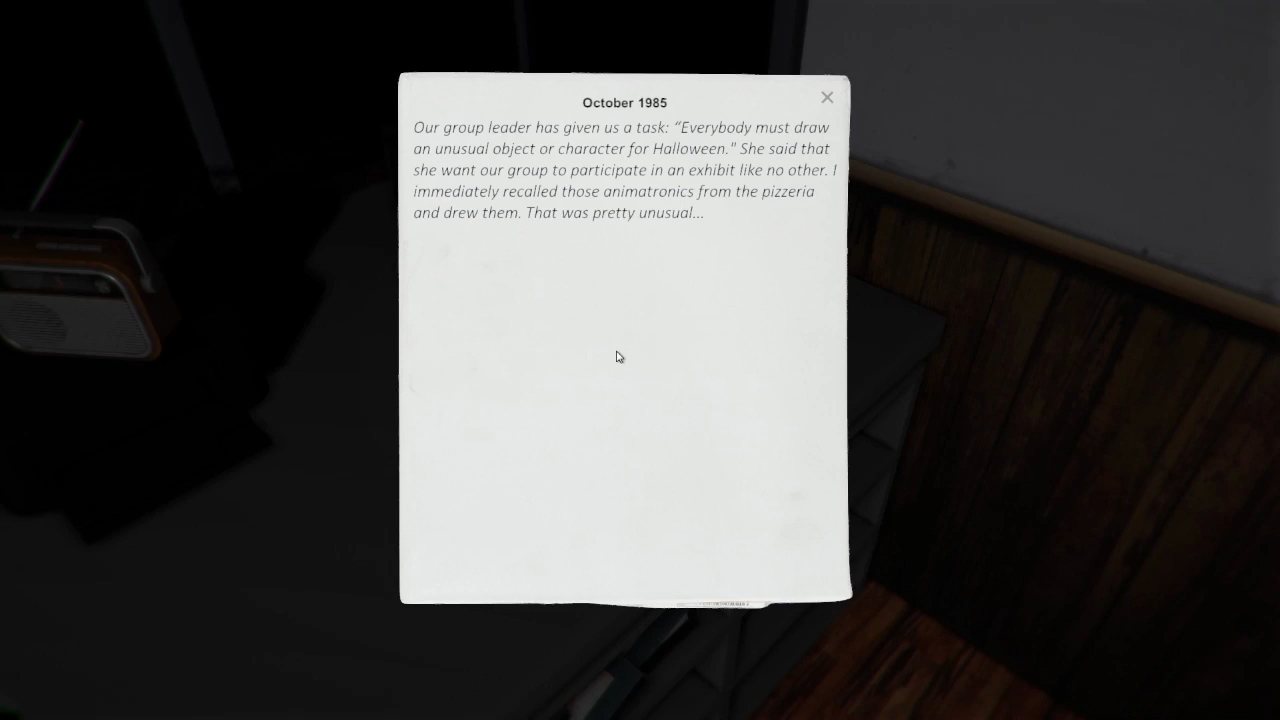 October 1985
Our group leader has given us a task: “Everybody must draw
an unusual object or character for Halloween." She said that
she want our group to participate in an exhibit like no other. I
immediately recalled those animatronics from the pizzeria
and drew them. That was pretty unusual...